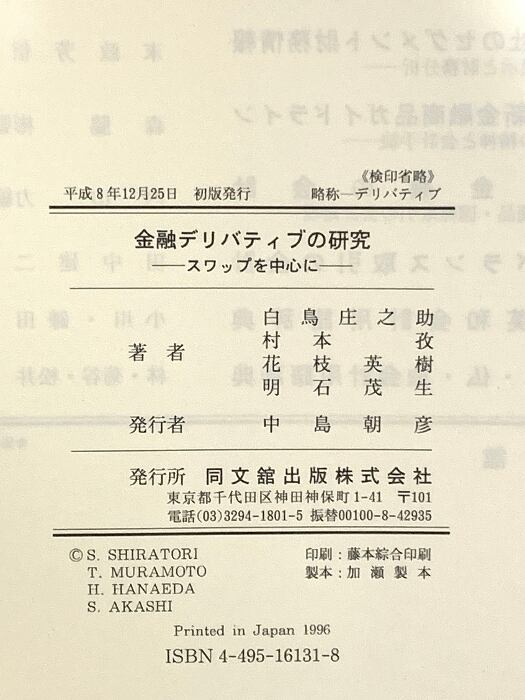 《検印省略》
平成8年12月25日 初版発行 略称―デリバティブ
金融デリバティブの研究
――スワップを中心に――
著者
白鳥庄之助
村本孜
花枝英樹
明石茂生
発行者 中島朝彦
発行所 同文舘出版株式会社
東京都千代田区神田神保町1-41 〒101
電話(03)3294-1801-5 振替00100-8-42935
©S. SHIRATORI 印刷:藤本綜合印刷
T. MURAMOTO 製本:加瀬製本
H. HANAEDA
S. AKASHI
Printed in Japan 1996
ISBN 4-495-16131-8